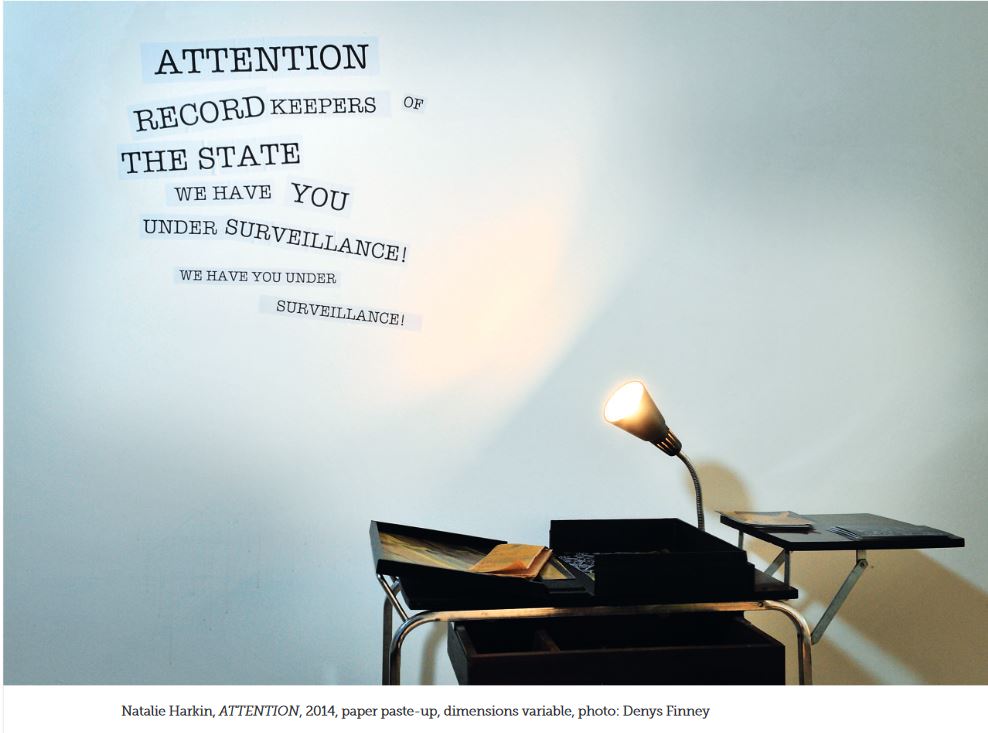 ATTENTION
RECORD KEEPERS OF
THE STATE
WE HAVE YOU
UNDER SURVEILLANCE!
WE HAVE YOU UNDER
SURVEILLANCE!
Natalie Harkin, ATTENTION, 2014, paper paste-up, dimensions variable, photo: Denys Finney